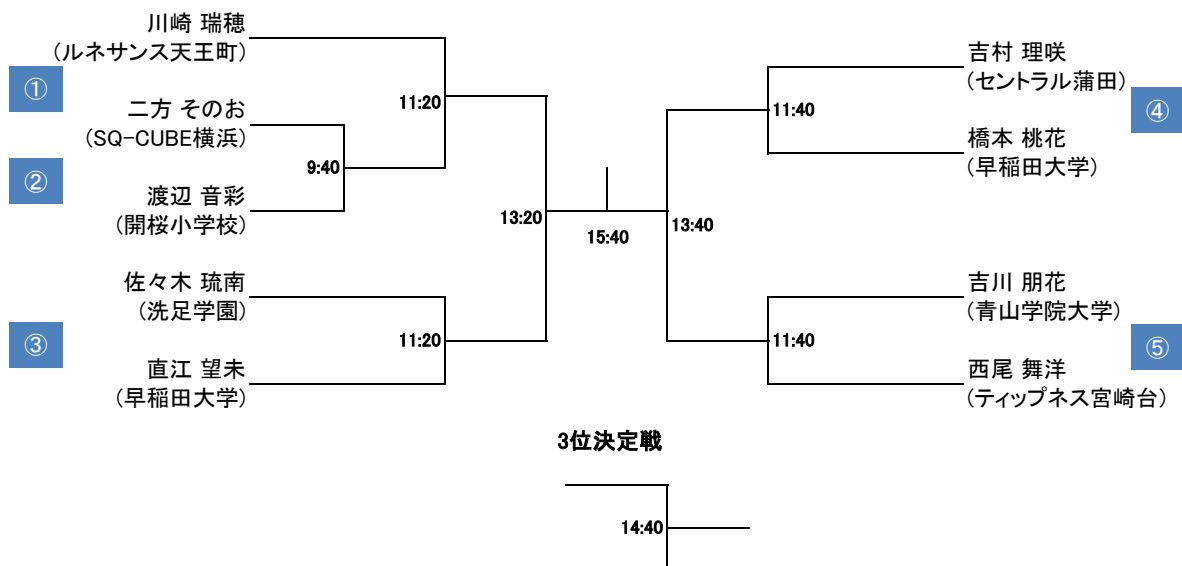 川崎 瑞穂
(ルネサンス天王町)
①
11:20
二方 そのお
(SQ-CUBE横浜)
②
9:40
渡辺 音彩
(開桜小学校)
13:20
佐々木 琉南
(洗足学園)
③
11:20
直江 望未
(早稲田大学)
15:40
吉村 理咲
(セントラル蒲田)
④
11:40
橋本 桃花
(早稲田大学)
13:40
吉川 朋花
(青山学院大学)
⑤
11:40
西尾 舞洋
(ティップネス宮崎台)
3位決定戦
14:40